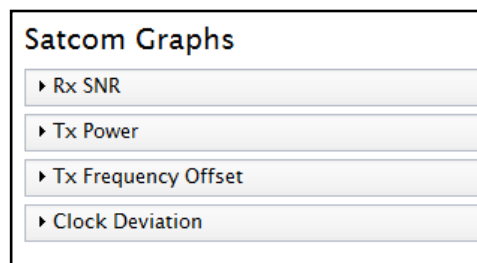 Satcom Graphs
Rx SNR
Tx Power
Tx Frequency Offset
Clock Deviation